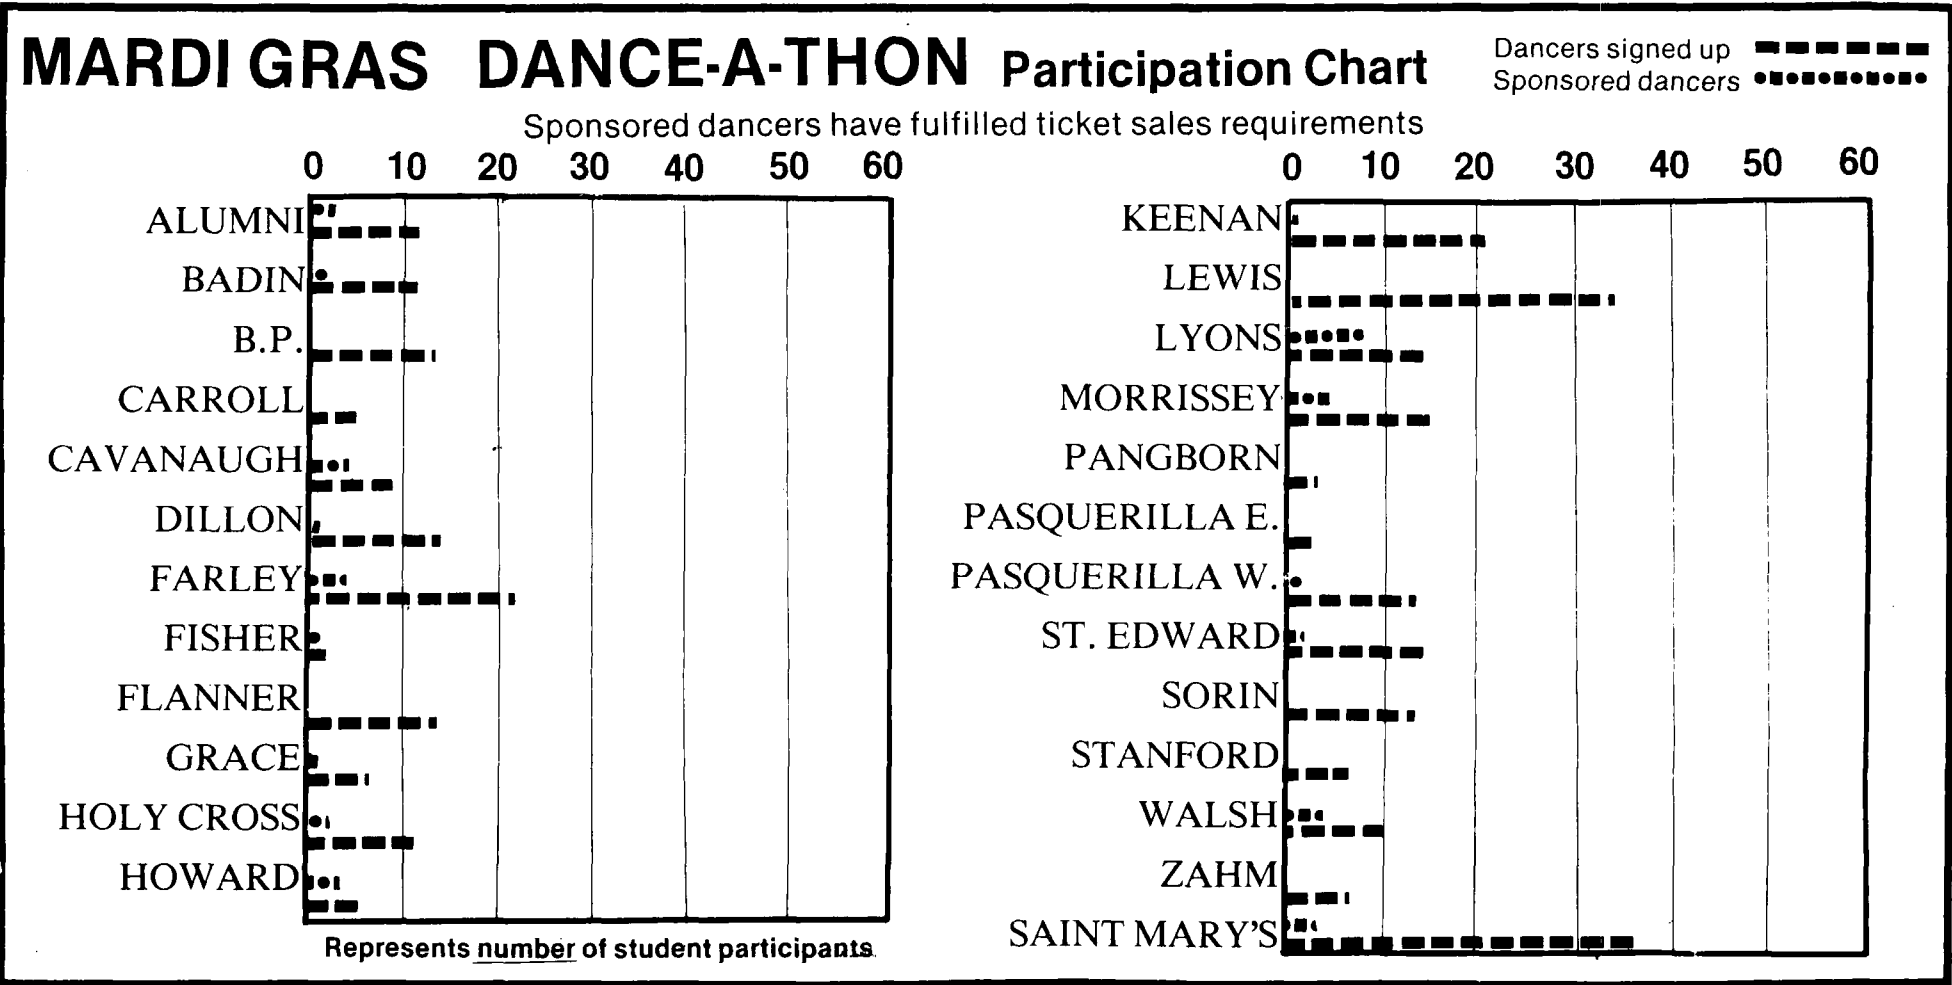 MARDI GRAS DANCE-A-THON Participation Chart
Dancers signed up
Sponsored dancers
Sponsored dancers have fulfilled ticket sales requirements
0 10 20 30 40 50 60
ALUMNI
BADIN
B.P.
CARROLL
CAVANAUGH
DILLON
FARLEY
FISHER
FLANNER
GRACE
HOLY CROSS
HOWARD
Represents number of student participants
0 10 20 30 40 50 60
KEENAN
LEWIS
LYONS
MORRISSEY
PANGBORN
PASQUERILLA E.
PASQUERILLA W.
ST. EDWARD
SORIN
STANFORD
WALSH
ZAHM
SAINT MARY'S